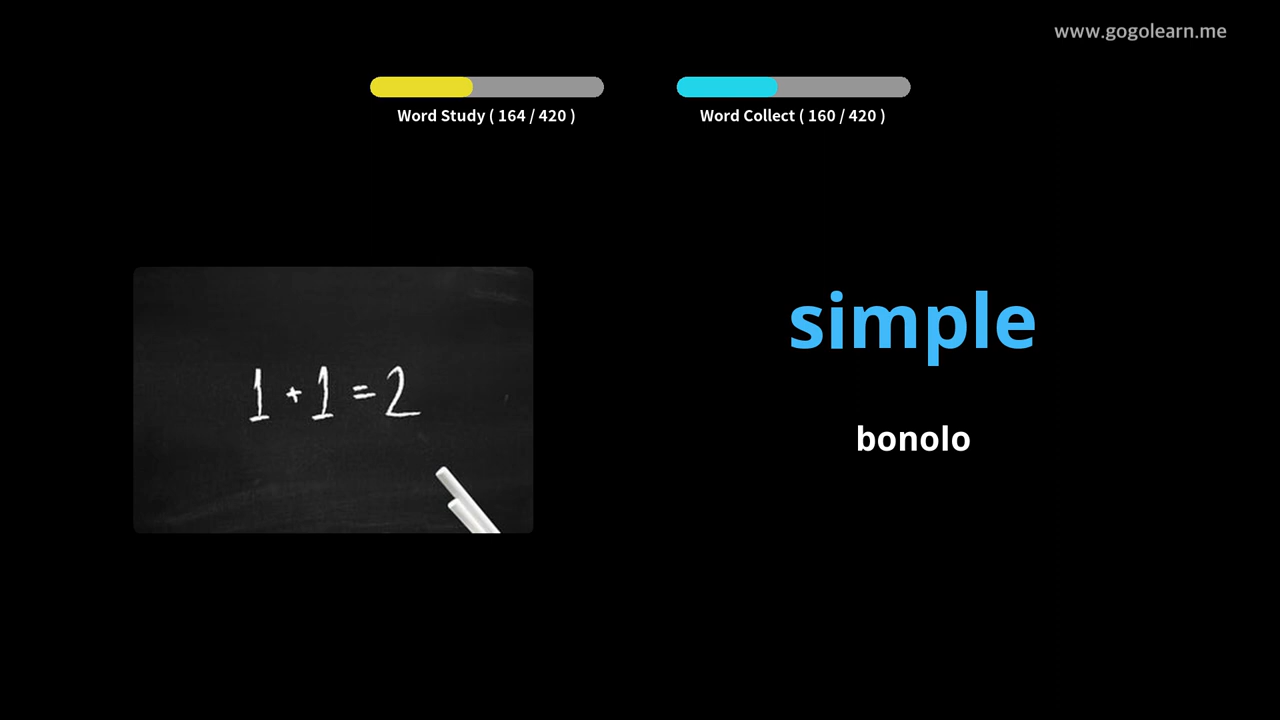 www.gogolearn.me
Word Study ( 164 / 420 )
Word Collect ( 160 / 420 )
1 + 1 = 2
simple
bonolo